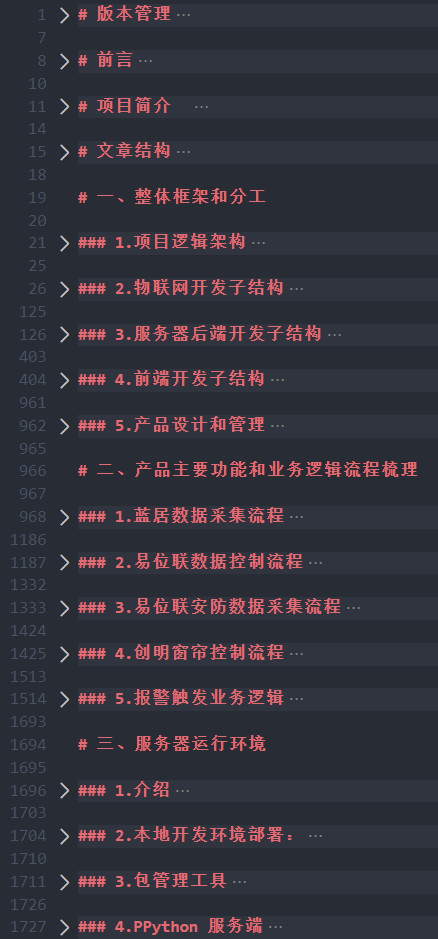 1 # 版本管理…
7
8 # 前言…
10
11 # 项目简介 …
14
15 # 文章结构…
18
19 # 一、整体框架和分工
20
21 ### 1.项目逻辑架构…
25
26 ### 2.物联网开发子结构…
125
126 ### 3.服务器后端开发子结构…
403
404 ### 4.前端开发子结构…
961
962 ### 5.产品设计和管理…
965
966 # 二、产品主要功能和业务逻辑流程梳理
967
968 ### 1.蓝居数据采集流程…
1186
1187 ### 2.易位联数据控制流程…
1332
1333 ### 3.易位联安防数据采集流程…
1424
1425 ### 4.创明窗帘控制流程…
1513
1514 ### 5.报警触发业务逻辑…
1693
1694 # 三、服务器运行环境
1695
1696 ### 1.介绍…
1703
1704 ### 2.本地开发环境部署： …
1710
1711 ### 3.包管理工具…
1726
1727 ### 4.PPython 服务端…